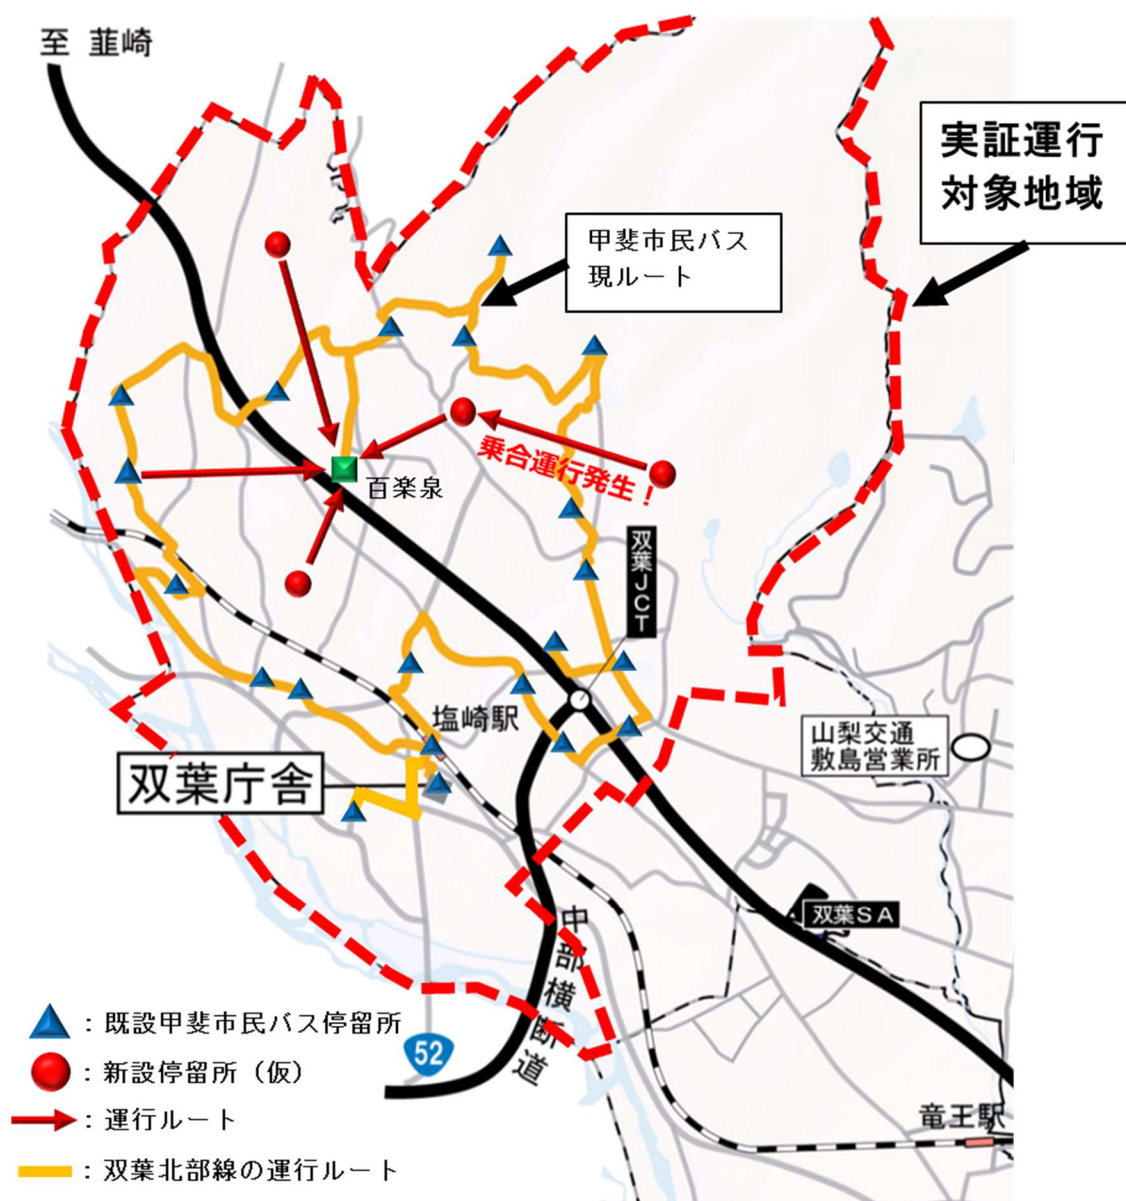 至 韮崎
実証運行
対象地域
甲斐市民バス
現ルート
乗合運行発生！
百楽泉
双葉JCT
塩崎駅
山梨交通
敷島営業所
双葉庁舎
双葉SA
中部横断道
52
竜王駅
：既設甲斐市民バス停留所
：新設停留所（仮）
：運行ルート
：双葉北部線の運行ルート